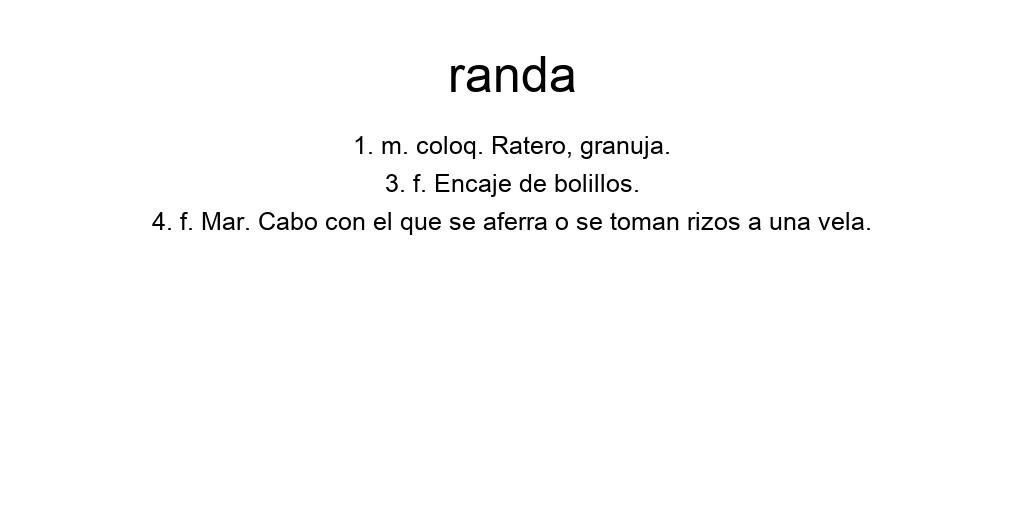 randa
1. m. coloq. Ratero, granuja.
3. f. Encaje de bolillos.
4. f. Mar. Cabo con el que se aferra o se toman rizos a una vela.